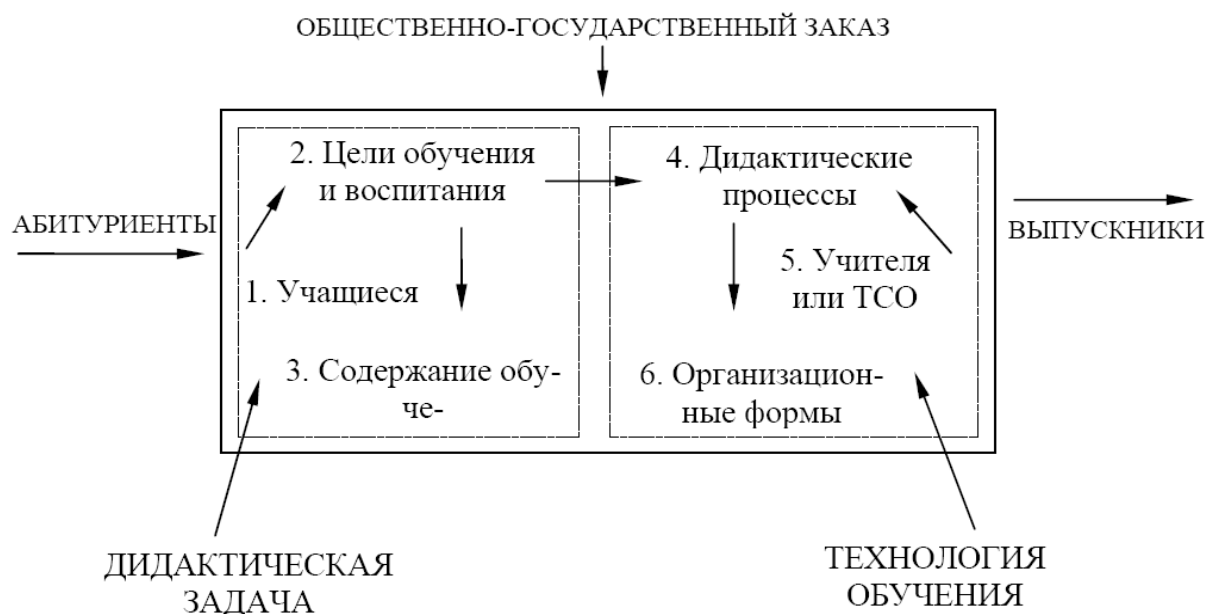 ОБЩЕСТВЕННО-ГОСУДАРСТВЕННЫЙ ЗАКАЗ
АБИТУРИЕНТЫ
2. Цели обучения
и воспитания
1. Учащиеся
3. Содержание обу-
че-
4. Дидактические
процессы
5. Учителя
или ТСО
6. Организацион-
ные формы
ВЫПУСКНИКИ
ДИДАКТИЧЕСКАЯ
ЗАДАЧА
ТЕХНОЛОГИЯ
ОБУЧЕНИЯ